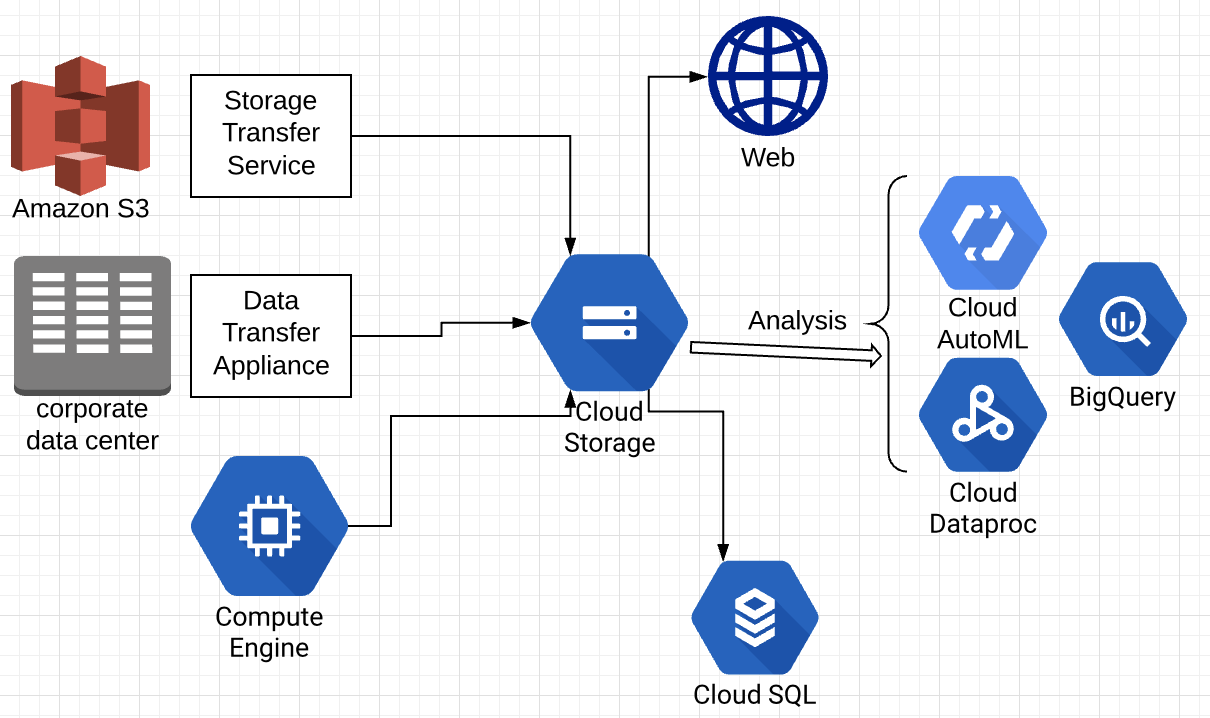 Storage
Transfer
Service
Web
Amazon S3
Data
Transfer
Appliance
Analysis
Cloud
AutoML
BigQuery
corporate
data center
Cloud
Storage
Cloud
Dataproc
Compute
Engine
Cloud SQL